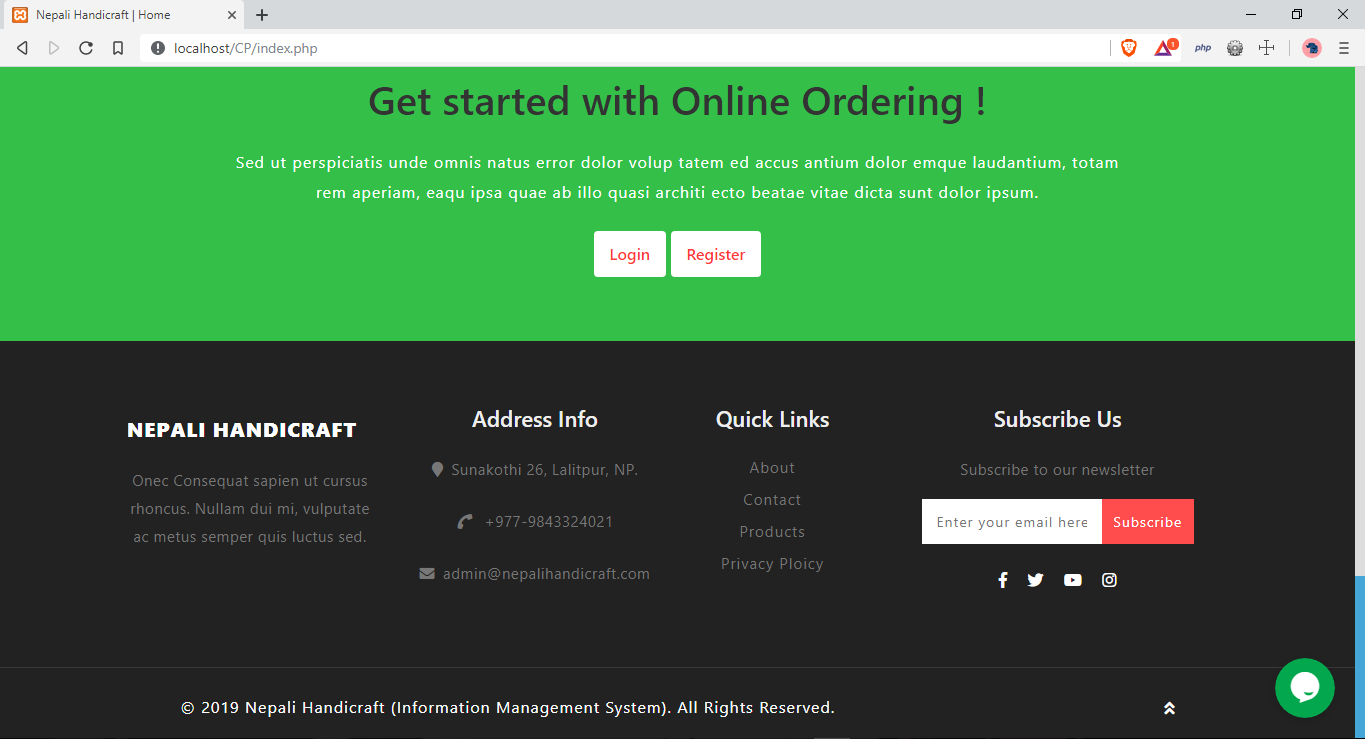 Nepali Handicraft | Home
localhost/CP/index.php
1
php
Get started with Online Ordering !
Sed ut perspiciatis unde omnis natus error dolor volup tatem ed accus antium dolor emque laudantium, totam
rem aperiam, eaqu ipsa quae ab illo quasi architi ecto beatae vitae dicta sunt dolor ipsum.
Login
Register
NEPALI HANDICRAFT
Onec Consequat sapien ut cursus
rhoncus. Nullam dui mi, vulputate
ac metus semper quis luctus sed.
Address Info
Sunakothi 26, Lalitpur, NP.
+977-9843324021
admin@nepalihandicraft.com
Quick Links
About
Contact
Products
Privacy Ploicy
Subscribe Us
Subscribe to our newsletter
Enter your email here
Subscribe
© 2019 Nepali Handicraft (Information Management System). All Rights Reserved.